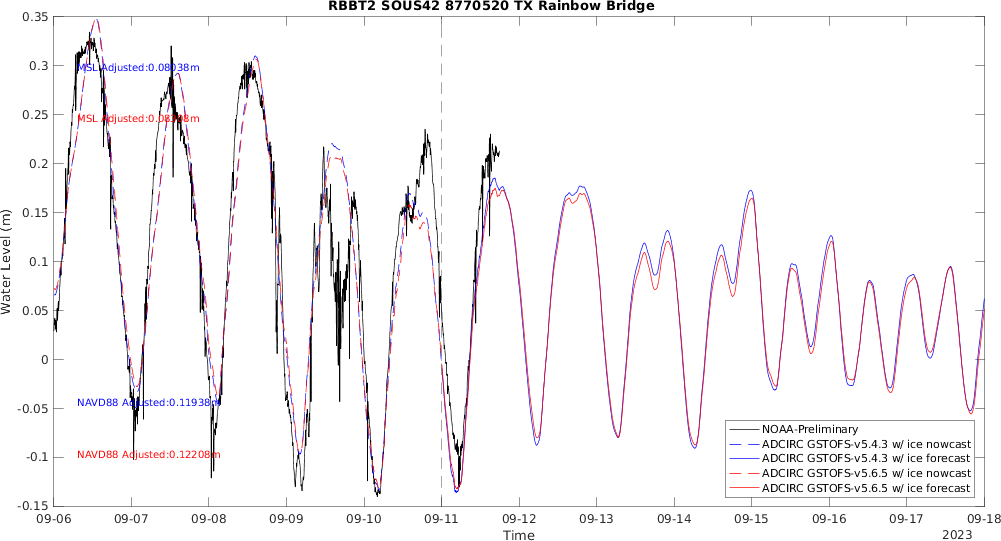 RBBT2 SOUS42 8770520 TX Rainbow Bridge
0.35
0.3
0.25
0.2
0.15
0.1
0.05
0
-0.05
-0.1
-0.15
Water Level (m)
MSL Adjusted:0.08038m
NAVD88 Adjusted:0.11938m
NAVD88 Adjusted:0.12208m
NOAA-Preliminary
ADCIRC GSTOFS-v5.4.3 w/ ice nowcast
ADCIRC GSTOFS-v5.4.3 w/ ice forecast
ADCIRC GSTOFS-v5.6.5 w/ ice nowcast
ADCIRC GSTOFS-v5.6.5 w/ ice forecast
09-06 09-07 09-08 09-09 09-10 09-11 09-12 09-13 09-14 09-15 09-16 09-17 09-18
Time
2023